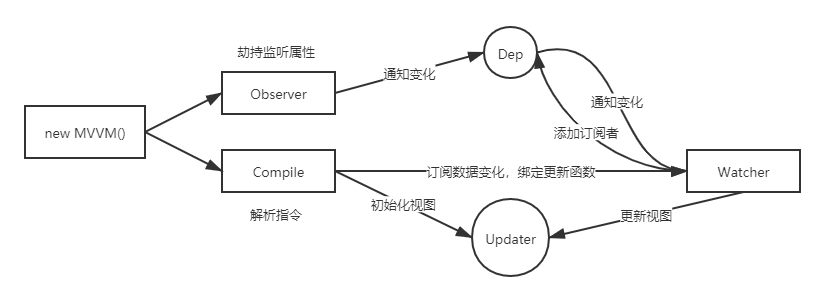 劫持监听属性
Dep
通知变化
Observer
通知变化
new MVVM()
添加订阅者
Compile
订阅数据变化，绑定更新函数
Watcher
初始化视图
解析指令
更新视图
Updater